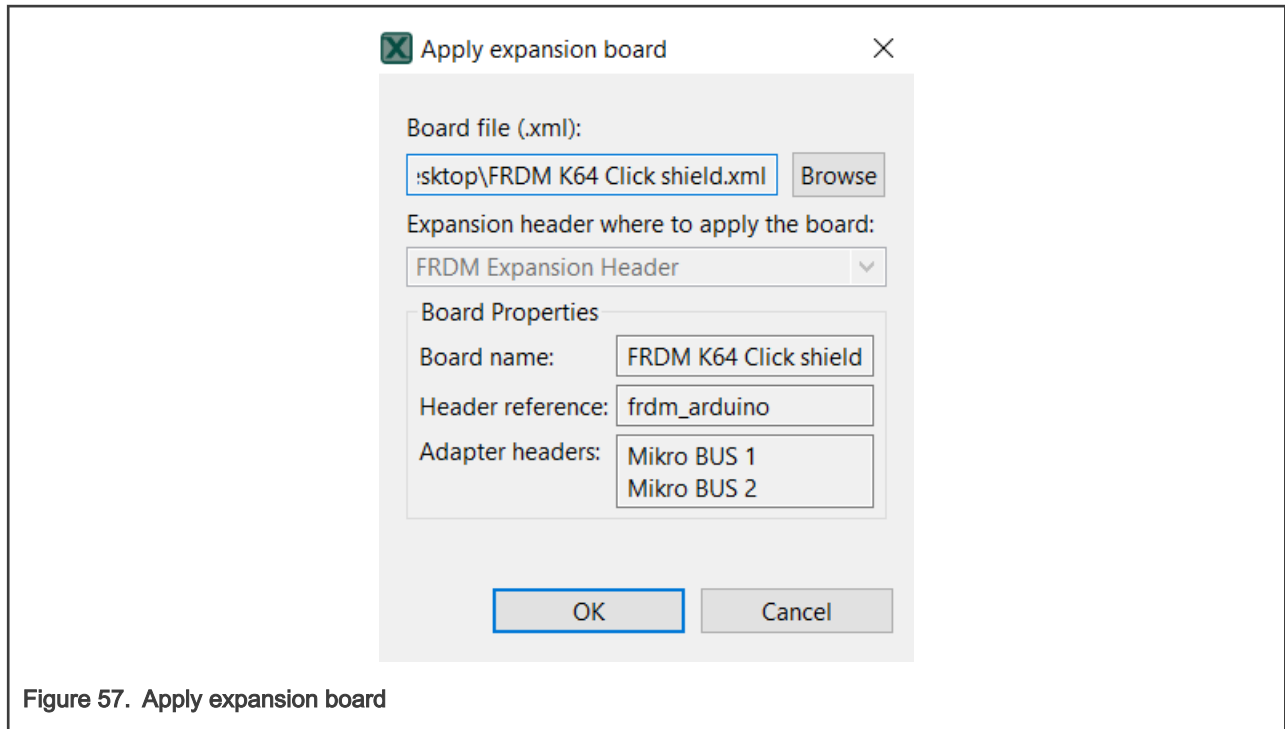 Apply expansion board
Board file (.xml):
sktop\FRDM K64 Click shield.xml Browse
Expansion header where to apply the board:
FRDM Expansion Header
Board Properties
Board name: FRDM K64 Click shield
Header reference: frdm_arduino
Adapter headers: Mikro BUS 1
Mikro BUS 2
OK Cancel
Figure 57. Apply expansion board